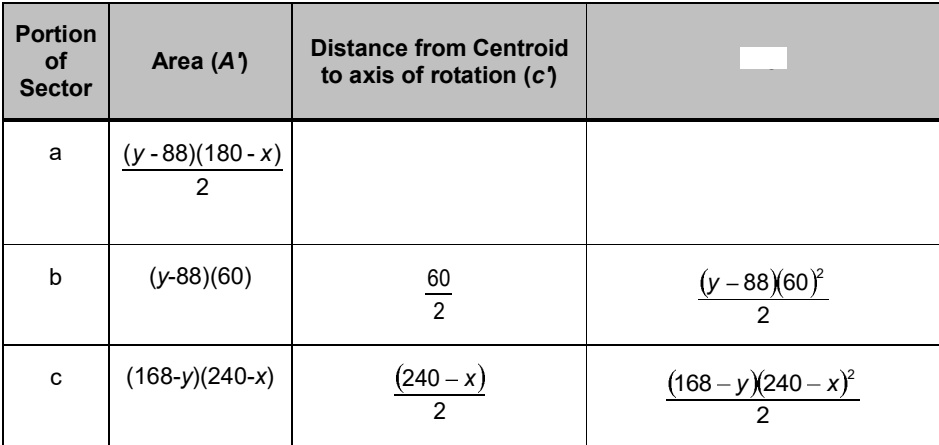 Portion of Sector | Area (A') | Distance from Centroid to axis of rotation (c') |
a | (y - 88)(180 - x) / 2 | |
b | (y-88)(60) | 60 / 2 | (y – 88)(60)² / 2
c | (168-y)(240-x) | (240 – x) / 2 | (168 – y)(240 – x)² / 2